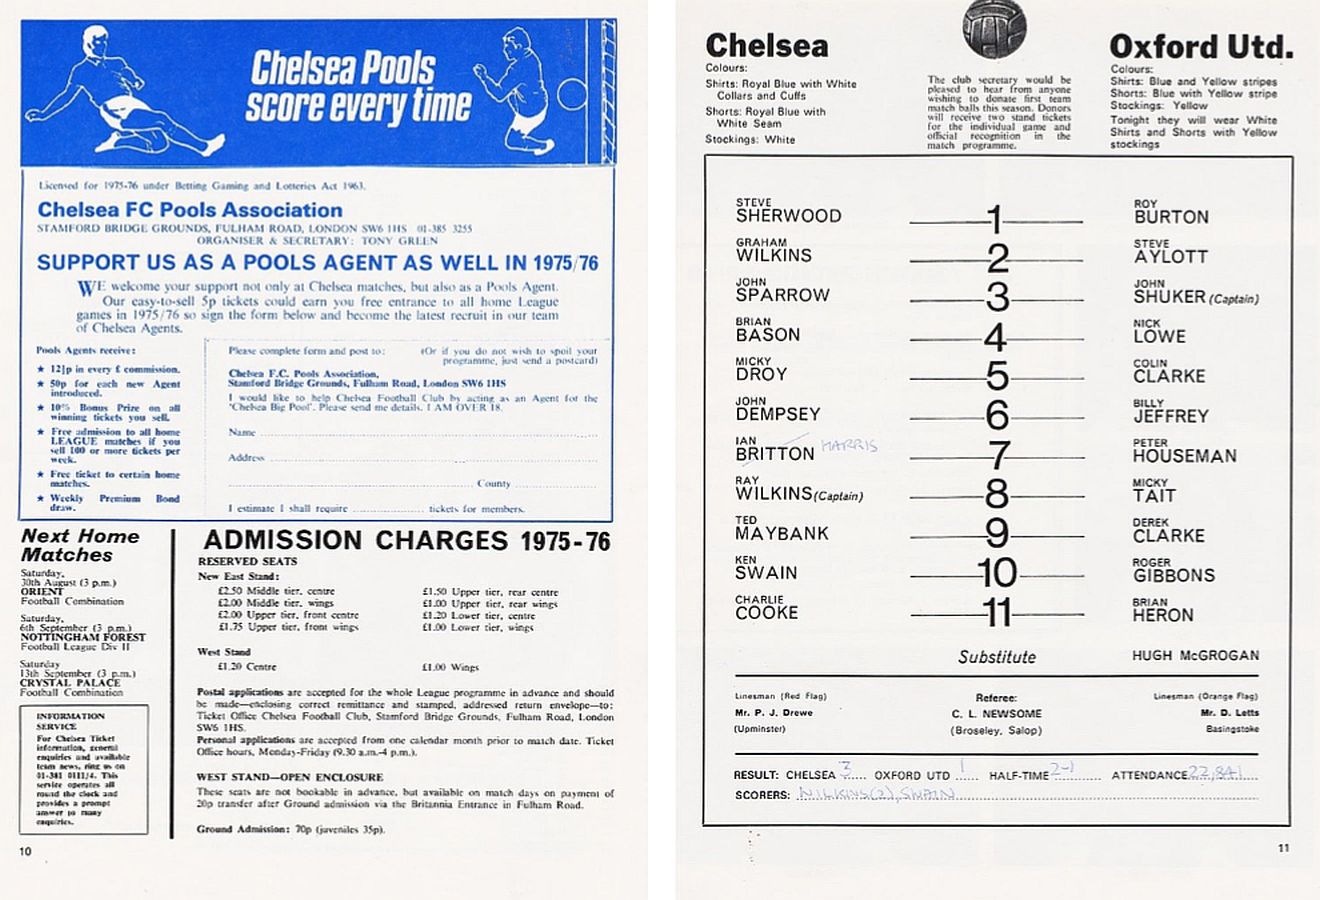 Chelsea Pools
score every time
Licensed for 1975-76 under Betting Gaming and Lotteries Act 1963.
Chelsea FC Pools Association
STAMFORD BRIDGE GROUNDS, FULHAM ROAD, LONDON SW6 1HS 01-385 3255
ORGANISER & SECRETARY: TONY GREEN
SUPPORT US AS A POOLS AGENT AS WELL IN 1975/76
WE welcome your support not only at Chelsea matches, but also as a Pools Agent.
Our easy-to-sell 5p tickets could earn you free entrance to all home League
games in 1975/76 so sign the form below and become the latest recruit in our team
of Chelsea Agents.
Pools Agents receive:
★ 12½p in every £ commission.
★ 50p for each new Agent
introduced.
★ 10% Bonus Prize on all
winning tickets you sell.
★ Free admission to all home
LEAGUE matches if you
sell 100 or more tickets per
week.
★ Free ticket to certain home
matches.
★ Weekly Premium Bond
draw.
Please complete form and post to: (Or if you do not wish to spoil your
programme, just send a postcard)
Chelsea F.C. Pools Association,
Stamford Bridge Grounds, Fulham Road, London SW6 1HS
I would like to help Chelsea Football Club by acting as an Agent for the
'Chelsea Big Pool'. Please send me details. I AM OVER 18.
Name
Address
County
I estimate I shall require ................ tickets for members.
Next Home
Matches
Saturday,
30th August (3 p.m.)
ORIENT
Football Combination
Saturday,
6th September (3 p.m.)
NOTTINGHAM FOREST
Football League Div II
Saturday
13th September (3 p.m.)
CRYSTAL PALACE
Football Combination
INFORMATION
SERVICE
For Chelsea Ticket
information, general
enquiries and available
team news, ring us on
01-381 0111/4. This
service operates all
round the clock and
provides a prompt
answer to many
enquiries.
10
ADMISSION CHARGES 1975-76
RESERVED SEATS
New East Stand:
£2.50 Middle tier, centre £1.50 Upper tier, rear centre
£2.00 Middle tier, wings £1.00 Upper tier, rear wings
£2.00 Upper tier, front centre £1.20 Lower tier, centre
£1.75 Upper tier, front wings £1.00 Lower tier, wings
West Stand
£1.20 Centre £1.00 Wings
Postal applications are accepted for the whole League programme in advance and should
be made—enclosing correct remittance and stamped, addressed return envelope—to:
Ticket Office Chelsea Football Club, Stamford Bridge Grounds, Fulham Road, London
SW6 1HS.
Personal applications are accepted from one calendar month prior to match date. Ticket
Office hours, Monday-Friday (9.30 a.m.-4 p.m.).
WEST STAND—OPEN ENCLOSURE
These seats are not bookable in advance, but available on match days on payment of
20p transfer after Ground admission via the Britannia Entrance in Fulham Road.
Ground Admission: 70p (juveniles 35p).
Chelsea
Colours:
Shirts: Royal Blue with White
Collars and Cuffs
Shorts: Royal Blue with
White Seam
Stockings: White
The club secretary would be
pleased to hear from anyone
wishing to donate first team
match balls this season. Donors
will receive two stand tickets
for the individual game and
official recognition in the
match programme.
Oxford Utd.
Colours:
Shirts: Blue and Yellow stripes
Shorts: Blue with Yellow stripe
Stockings: Yellow
Tonight they will wear White
Shirts and Shorts with Yellow
stockings
STEVE SHERWOOD 1 ROY BURTON
GRAHAM WILKINS 2 STEVE AYLOTT
JOHN SPARROW 3 JOHN SHUKER (Captain)
BRIAN BASON 4 NICK LOWE
MICKY DROY 5 COLIN CLARKE
JOHN DEMPSEY 6 BILLY JEFFREY
IAN BRITTON HARRIS 7 PETER HOUSEMAN
RAY WILKINS (Captain) 8 MICKY TAIT
TED MAYBANK 9 DEREK CLARKE
KEN SWAIN 10 ROGER GIBBONS
CHARLIE COOKE 11 BRIAN HERON
Substitute HUGH McGROGAN
Linesman (Red Flag) Referee: Linesman (Orange Flag)
Mr. P. J. Drewe C. L. NEWSOME Mr. D. Letts
(Upminster) (Broseley, Salop) Basingstoke
RESULT: CHELSEA 3 OXFORD UTD 1 HALF-TIME 2-1 ATTENDANCE 22,841
SCORERS: WILKINS(2), SWAIN
11